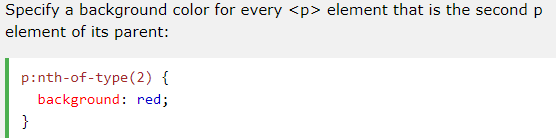 Specify a background color for every <p> element that is the second p
element of its parent:
p:nth-of-type(2) {
  background: red;
}